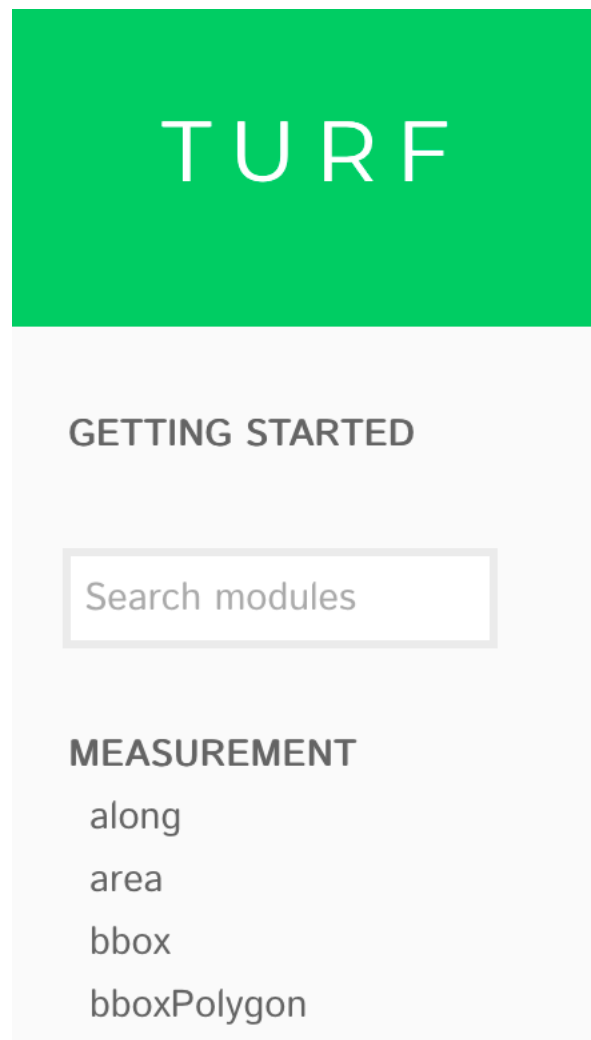 TURF
GETTING STARTED
Search modules
MEASUREMENT
along
area
bbox
bboxPolygon